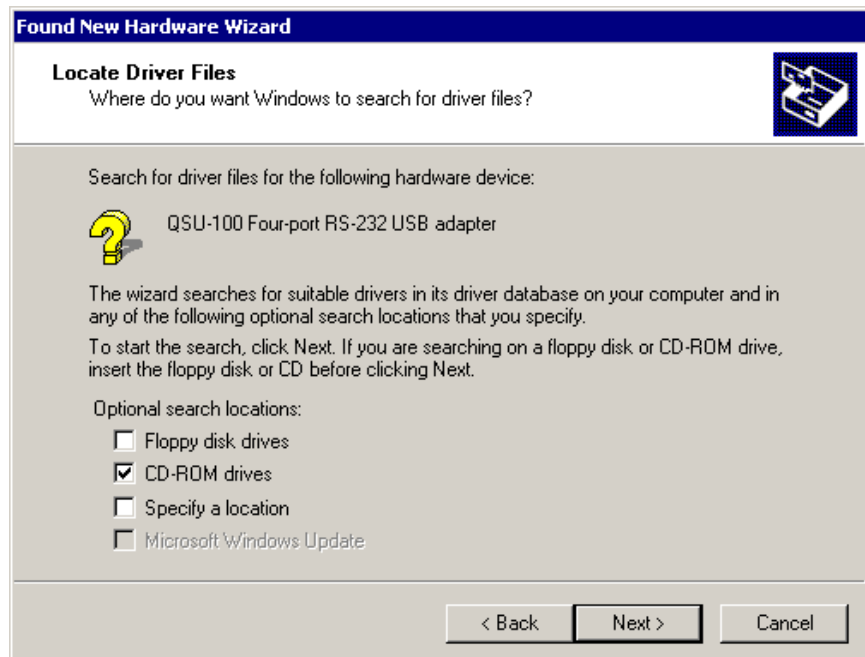 Found New Hardware Wizard
Locate Driver Files
Where do you want Windows to search for driver files?
Search for driver files for the following hardware device:
QSU-100 Four-port RS-232 USB adapter
The wizard searches for suitable drivers in its driver database on your computer and in
any of the following optional search locations that you specify.
To start the search, click Next. If you are searching on a floppy disk or CD-ROM drive,
insert the floppy disk or CD before clicking Next.
Optional search locations:
Floppy disk drives
CD-ROM drives
Specify a location
Microsoft Windows Update
< Back Next > Cancel